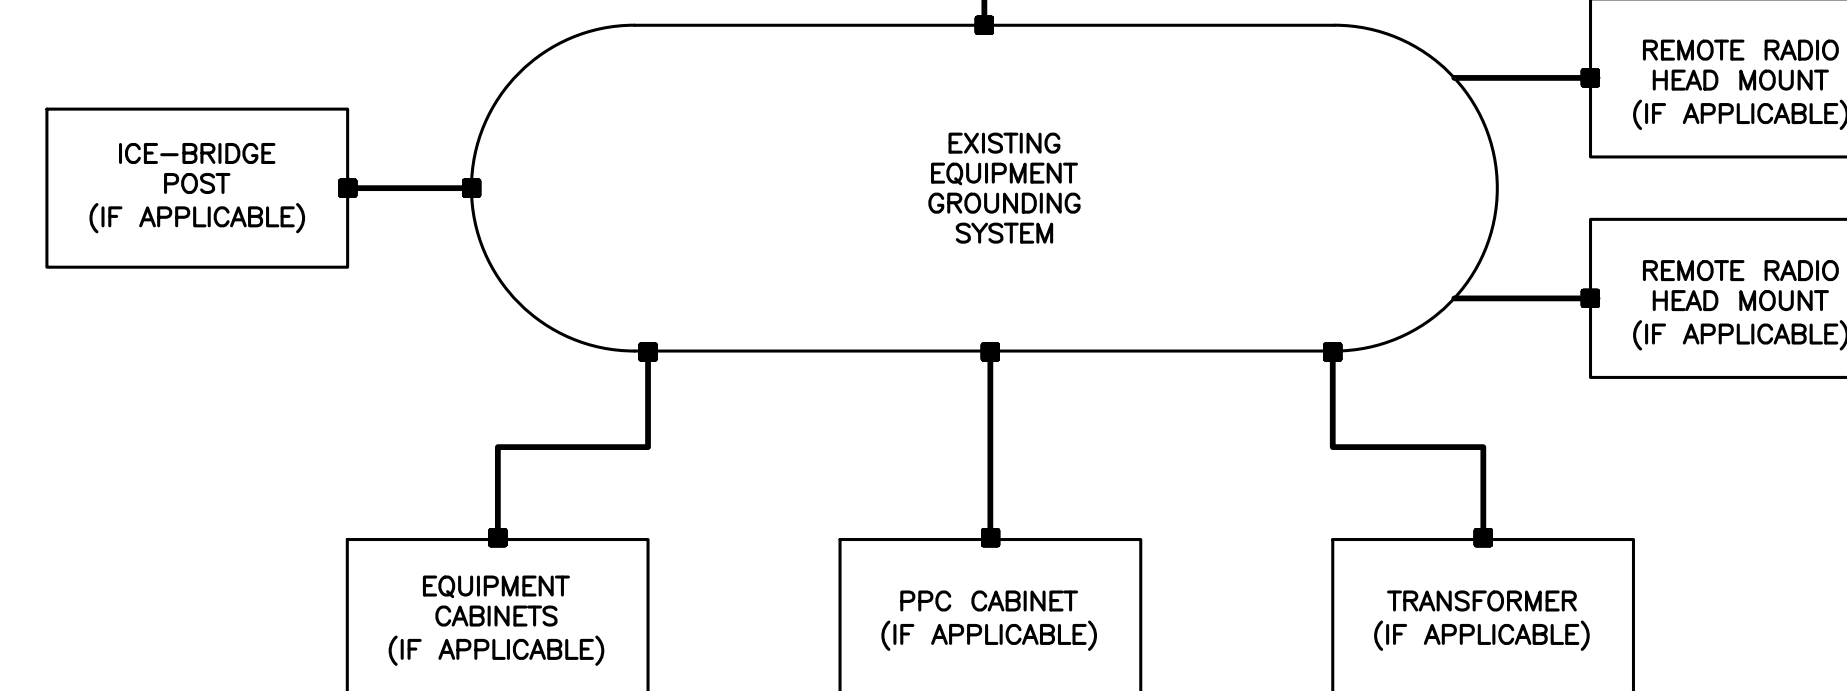 REMOTE RADIO
HEAD MOUNT
(IF APPLICABLE)
ICE-BRIDGE
POST
(IF APPLICABLE)
EXISTING
EQUIPMENT
GROUNDING
SYSTEM
REMOTE RADIO
HEAD MOUNT
(IF APPLICABLE)
EQUIPMENT
CABINETS
(IF APPLICABLE)
PPC CABINET
(IF APPLICABLE)
TRANSFORMER
(IF APPLICABLE)